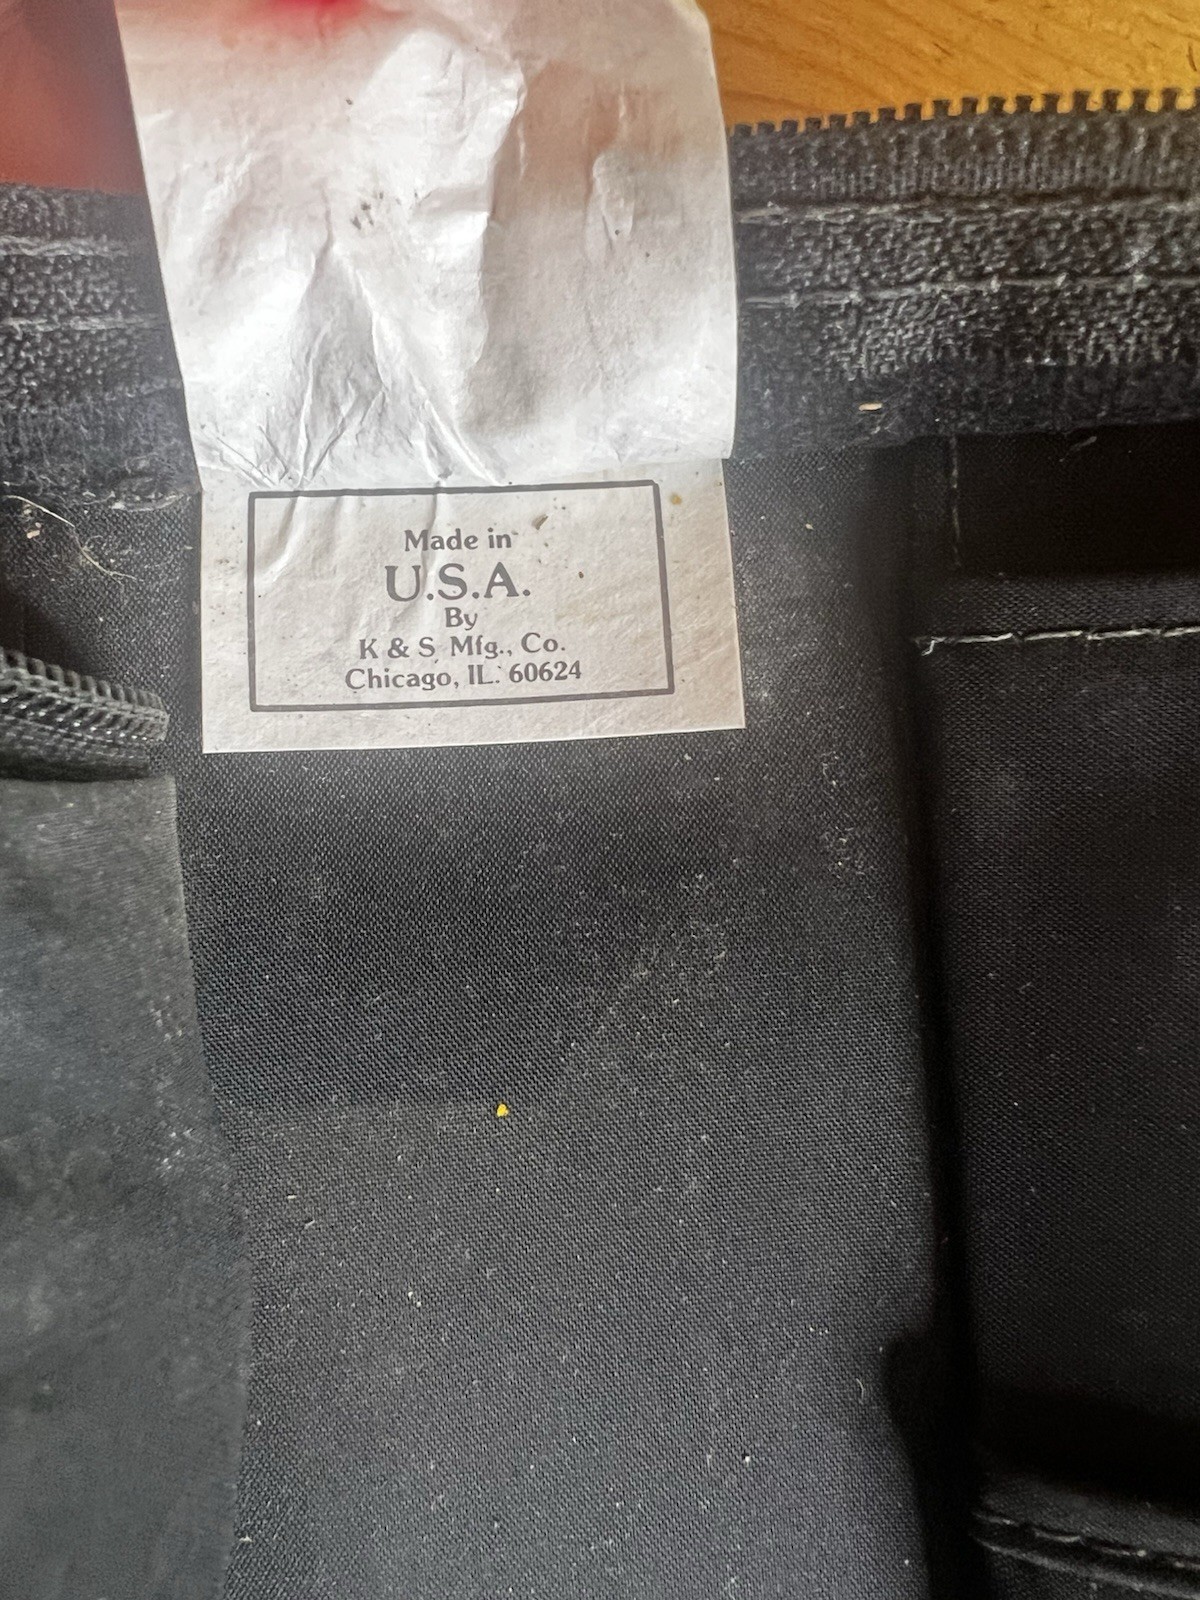 Made in
U.S.A.
By
K & S Mfg., Co.
Chicago, IL. 60624